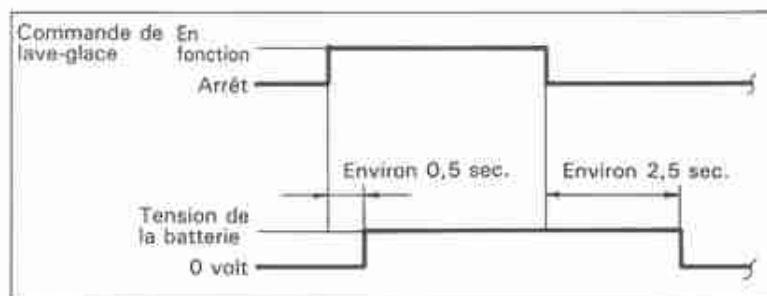 Commande de En
lave-glace fonction
Arrêt
Environ 0,5 sec. Environ 2,5 sec.
Tension de
la batterie
0 volt